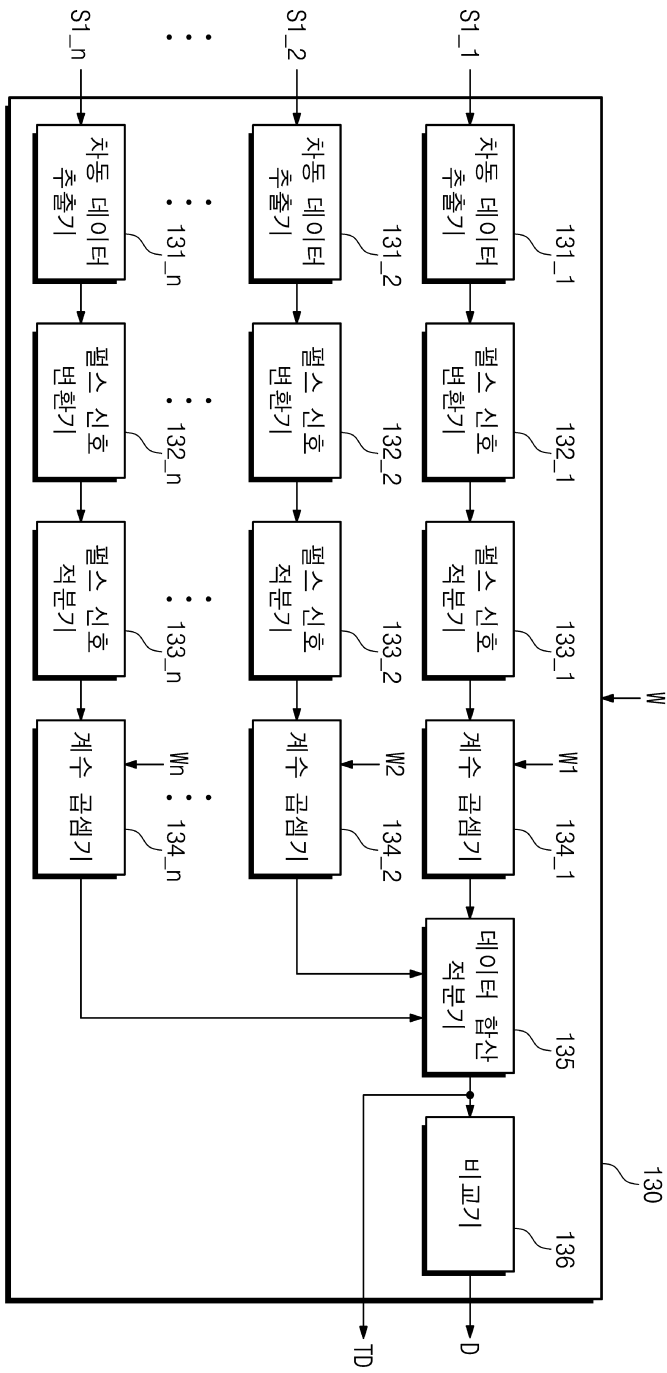 130
W
S1_1
차동 데이터
추출기
131_1
펄스 신호
변환기
132_1
펄스 신호
적분기
133_1
W1
계수 곱셈기
134_1
데이터 합산
적분기
135
비교기
136
D
TD
S1_2
차동 데이터
추출기
131_2
펄스 신호
변환기
132_2
펄스 신호
적분기
133_2
W2
계수 곱셈기
134_2
S1_n
차동 데이터
추출기
131_n
펄스 신호
변환기
132_n
펄스 신호
적분기
133_n
Wn
계수 곱셈기
134_n